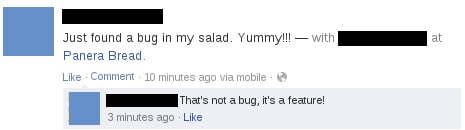 Just found a bug in my salad. Yummy!!! — with at
Panera Bread.
Like · Comment · 10 minutes ago via mobile ·
That's not a bug, it's a feature!
3 minutes ago · Like